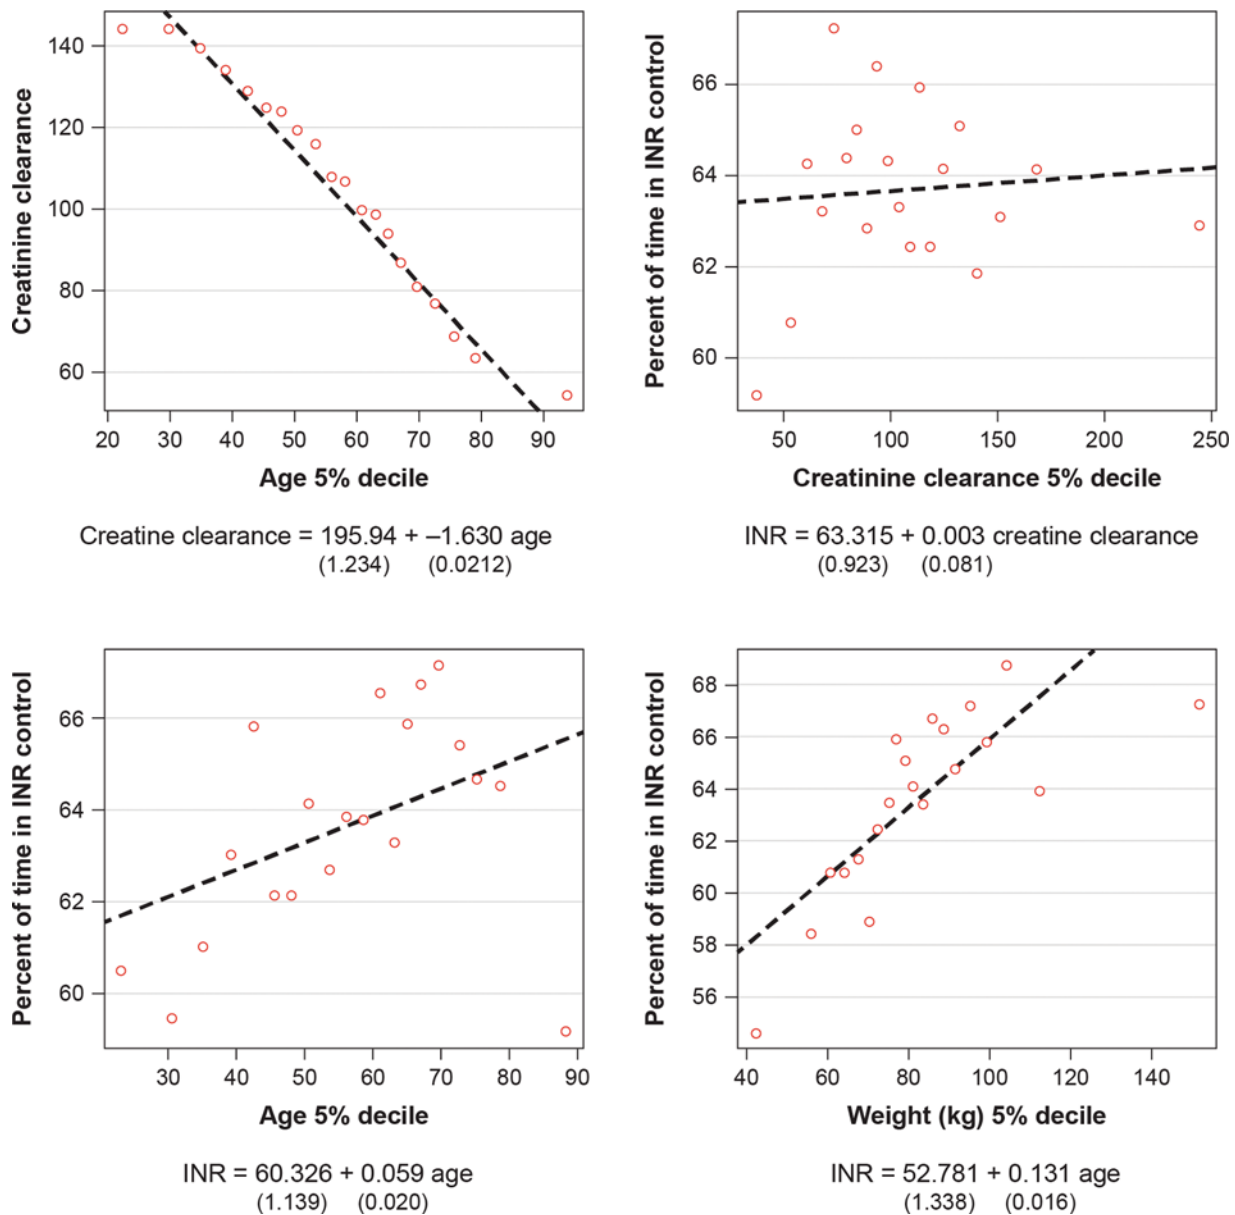 Creatinine clearance
140
120
100
80
60
20 30 40 50 60 70 80 90
Age 5% decile
Creatine clearance = 195.94 + –1.630 age
(1.234) (0.0212)
Percent of time in INR control
66
64
62
60
50 100 150 200 250
Creatinine clearance 5% decile
INR = 63.315 + 0.003 creatine clearance
(0.923) (0.081)
Percent of time in INR control
66
64
62
60
30 40 50 60 70 80 90
Age 5% decile
INR = 60.326 + 0.059 age
(1.139) (0.020)
Percent of time in INR control
68
66
64
62
60
58
56
40 60 80 100 120 140
Weight (kg) 5% decile
INR = 52.781 + 0.131 age
(1.338) (0.016)